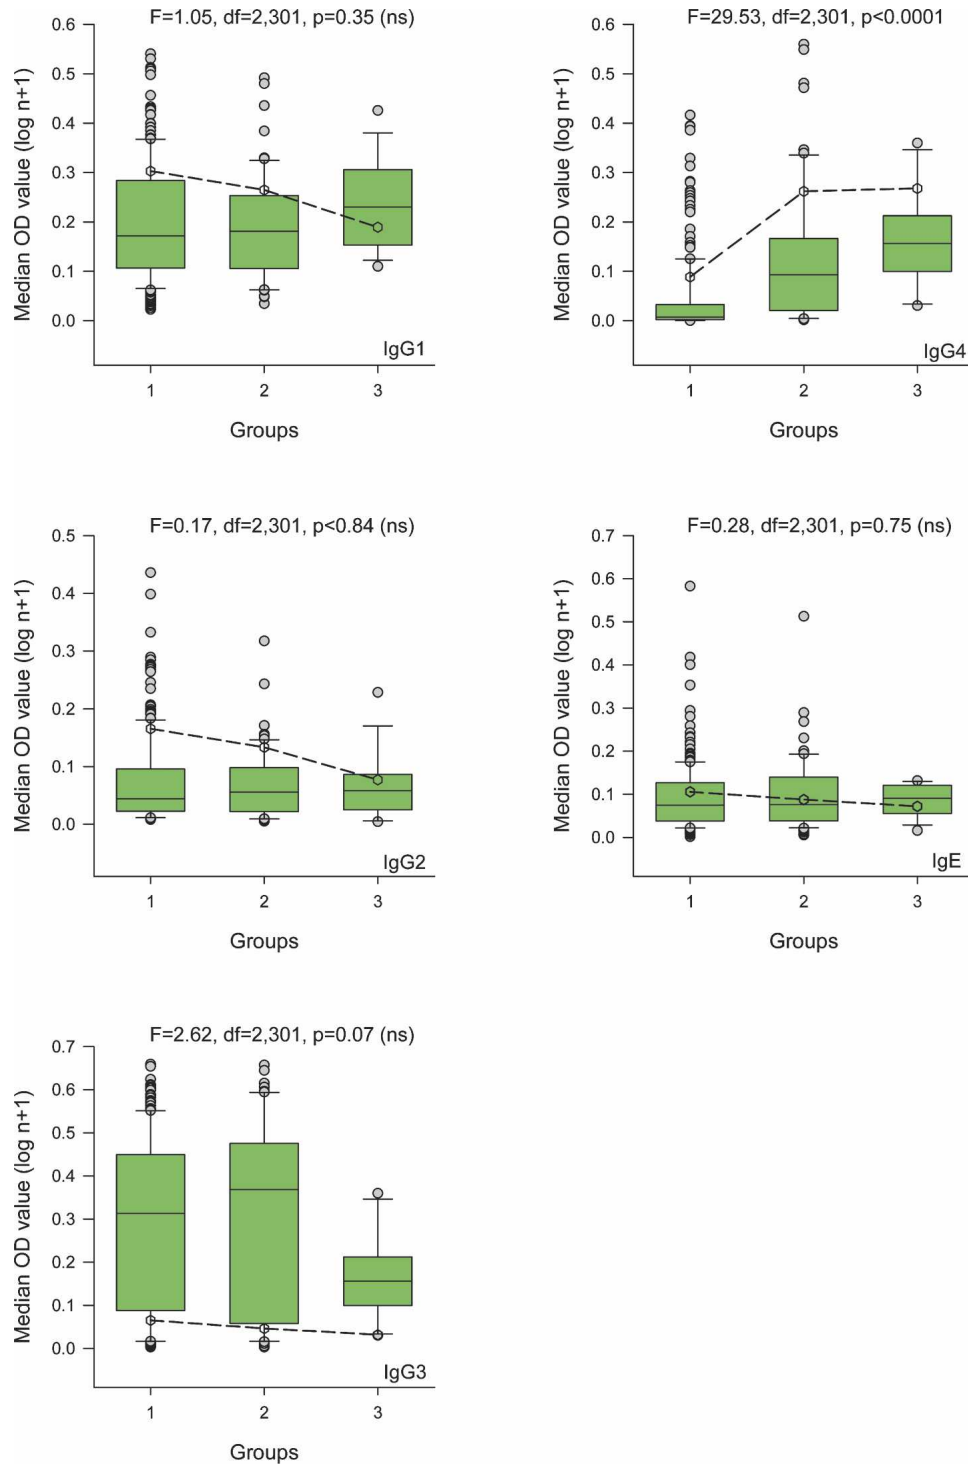 F=1.05, df=2,301, p=0.35 (ns)
0.6
0.5
0.4
0.3
0.2
0.1
0.0
Median OD value (log n+1)
IgG1
1 2 3
Groups
F=29.53, df=2,301, p<0.0001
0.6
0.5
0.4
0.3
0.2
0.1
0.0
Median OD value (log n+1)
IgG4
1 2 3
Groups
F=0.17, df=2,301, p<0.84 (ns)
0.5
0.4
0.3
0.2
0.1
0.0
Median OD value (log n+1)
IgG2
1 2 3
Groups
F=0.28, df=2,301, p=0.75 (ns)
0.7
0.6
0.5
0.4
0.3
0.2
0.1
0.0
Median OD value (log n+1)
IgE
1 2 3
Groups
F=2.62, df=2,301, p=0.07 (ns)
0.7
0.6
0.5
0.4
0.3
0.2
0.1
0.0
Median OD value (log n+1)
IgG3
1 2 3
Groups